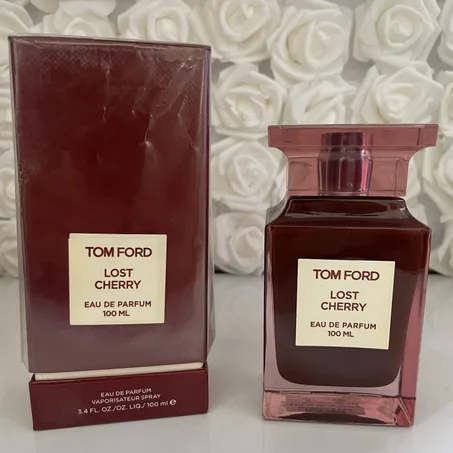 TOM FORD
LOST
CHERRY
EAU DE PARFUM
100 ML
EAU DE PARFUM
VAPORISATEUR SPRAY
3.4 FL. OZ./OZ. LIQ./ 100 ml ℮
TOM FORD
LOST
CHERRY
EAU DE PARFUM
100 ML